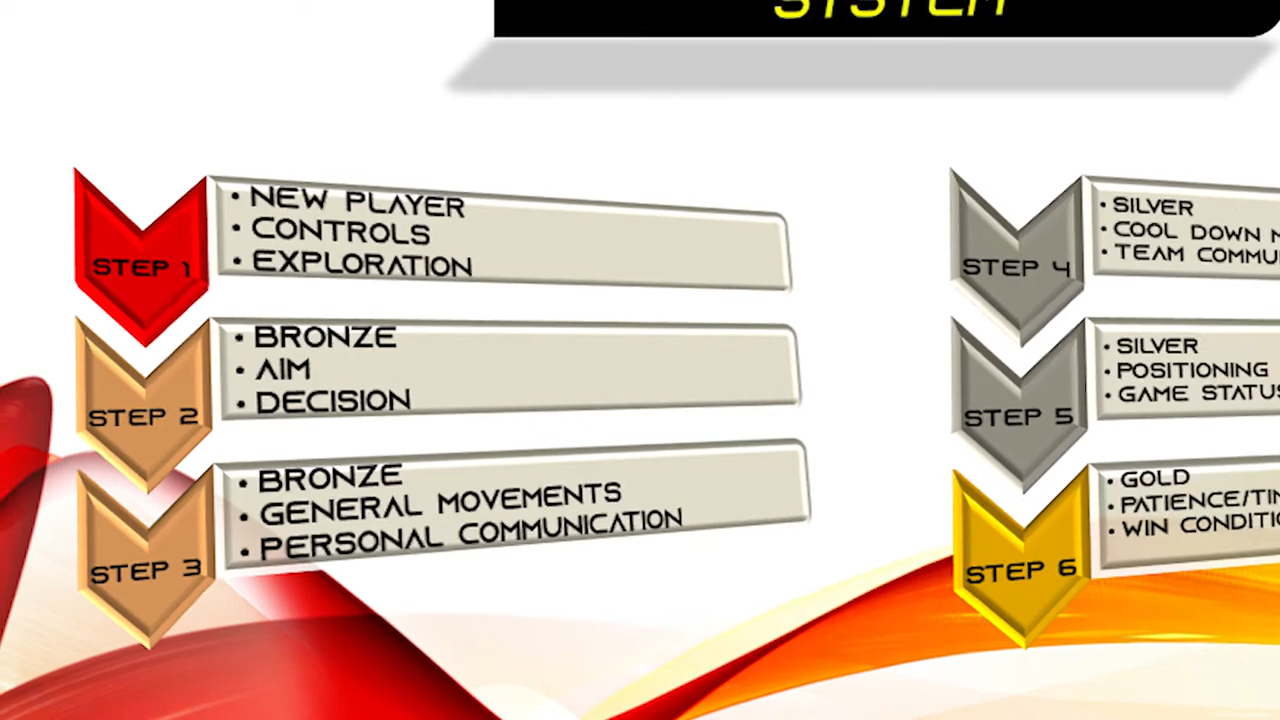 SYSTEM
STEP 1
• NEW PLAYER
• CONTROLS
• EXPLORATION
STEP 2
• BRONZE
• AIM
• DECISION
STEP 3
• BRONZE
• GENERAL MOVEMENTS
• PERSONAL COMMUNICATION
STEP 4
• SILVER
• COOL DOWN
• TEAM
STEP 5
• SILVER
• POSITIONING
• GAME
STEP 6
• GOLD
• WIN